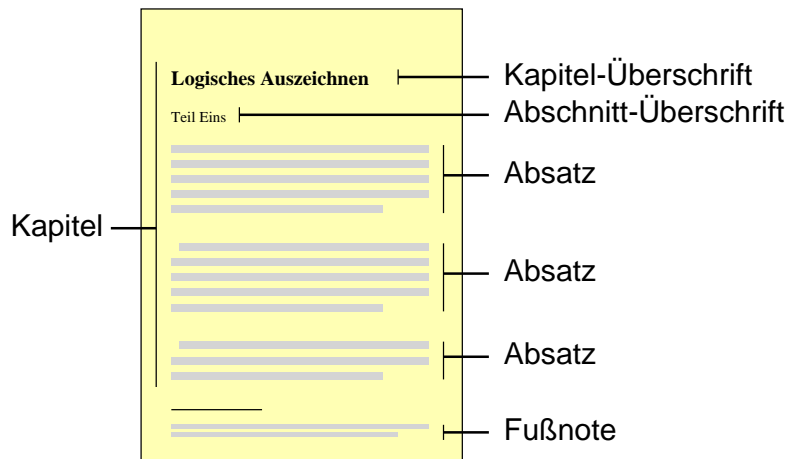 Logisches Auszeichnen
Kapitel-Überschrift
Teil Eins
Abschnitt-Überschrift
Absatz
Kapitel
Absatz
Absatz
Fußnote